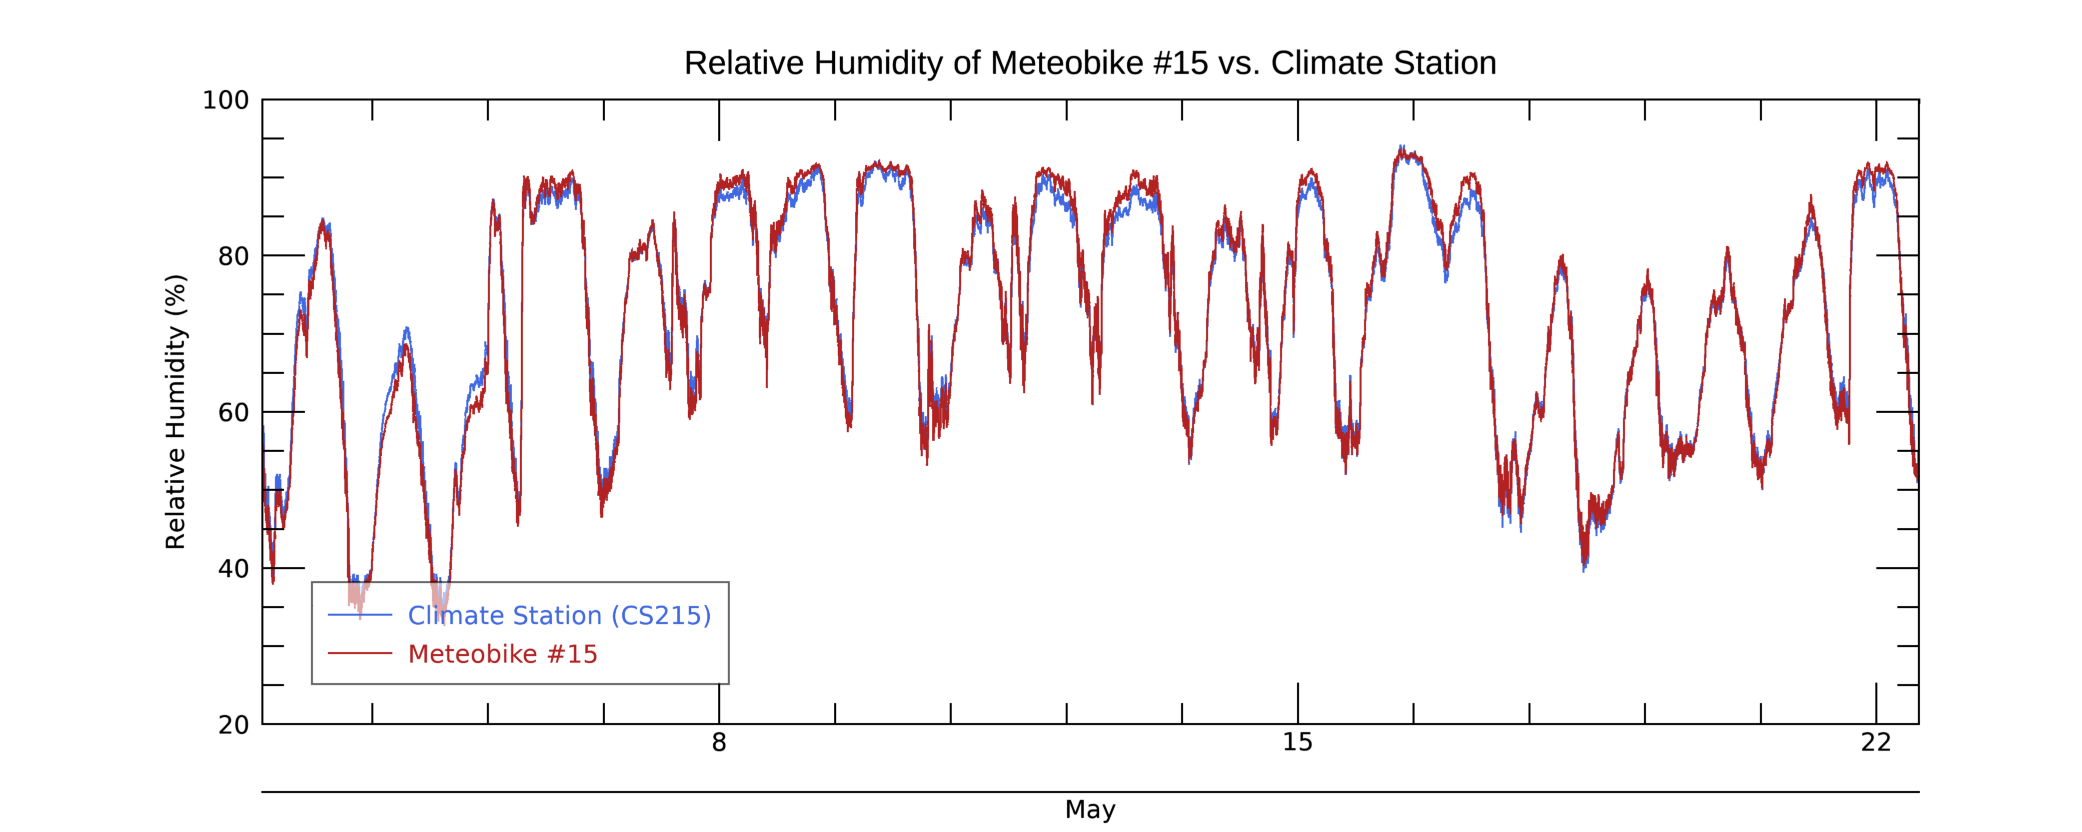 Relative Humidity of Meteobike #15 vs. Climate Station
Relative Humidity (%)
100
80
60
40
20
Climate Station (CS215)
Meteobike #15
8
15
22
May